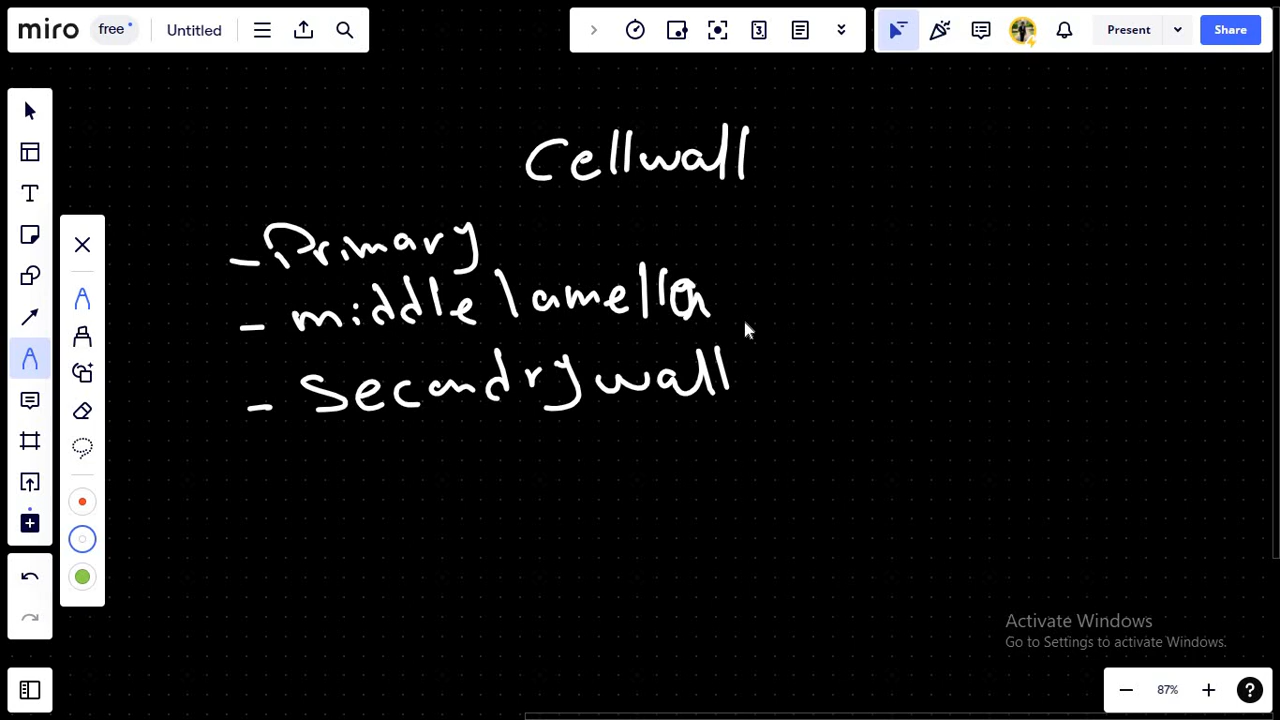 miro free Untitled 3 Present Share
Cellwall
- Primary
- middle lamella
- Secondry wall
Activate Windows
Go to Settings to activate Windows.
87%